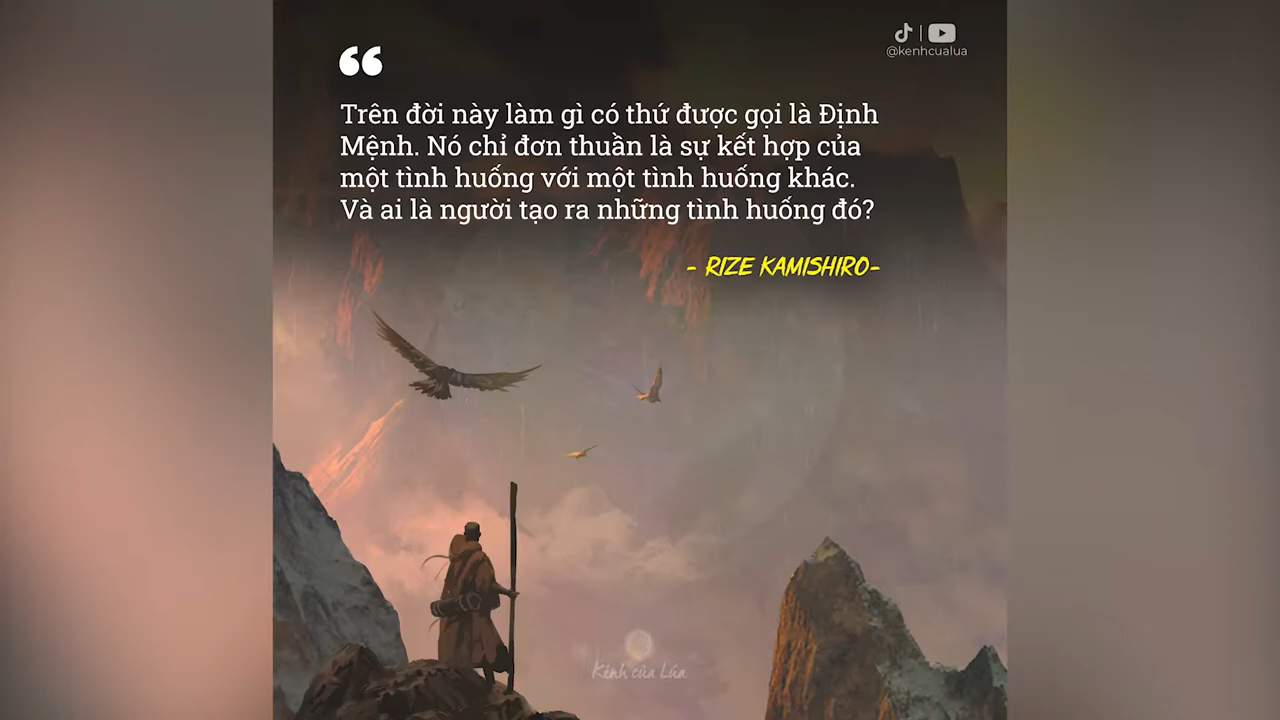 @kenhcualua
Trên đời này làm gì có thứ được gọi là Định
Mệnh. Nó chỉ đơn thuần là sự kết hợp của
một tình huống với một tình huống khác.
Và ai là người tạo ra những tình huống đó?
- RIZE KAMISHIRO-
Kênh của Lúa